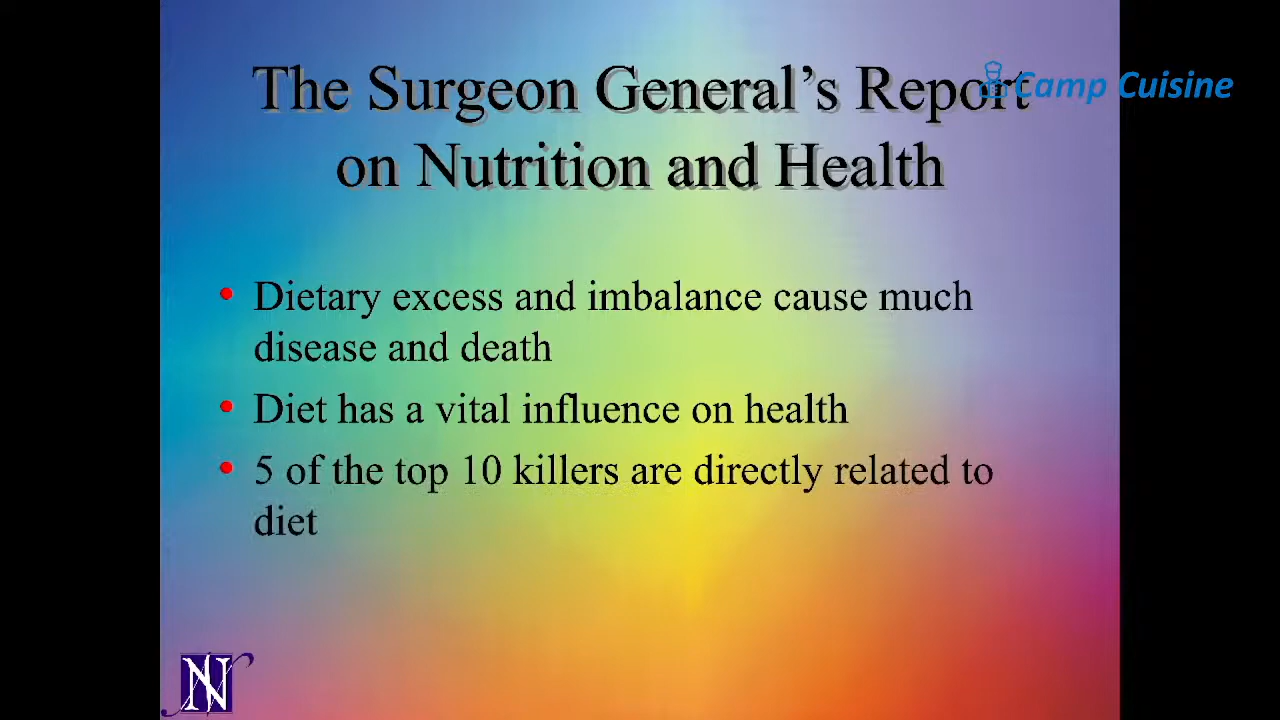 The Surgeon General’s Report
Camp Cuisine
on Nutrition and Health
• Dietary excess and imbalance cause much
disease and death
• Diet has a vital influence on health
• 5 of the top 10 killers are directly related to
diet
N